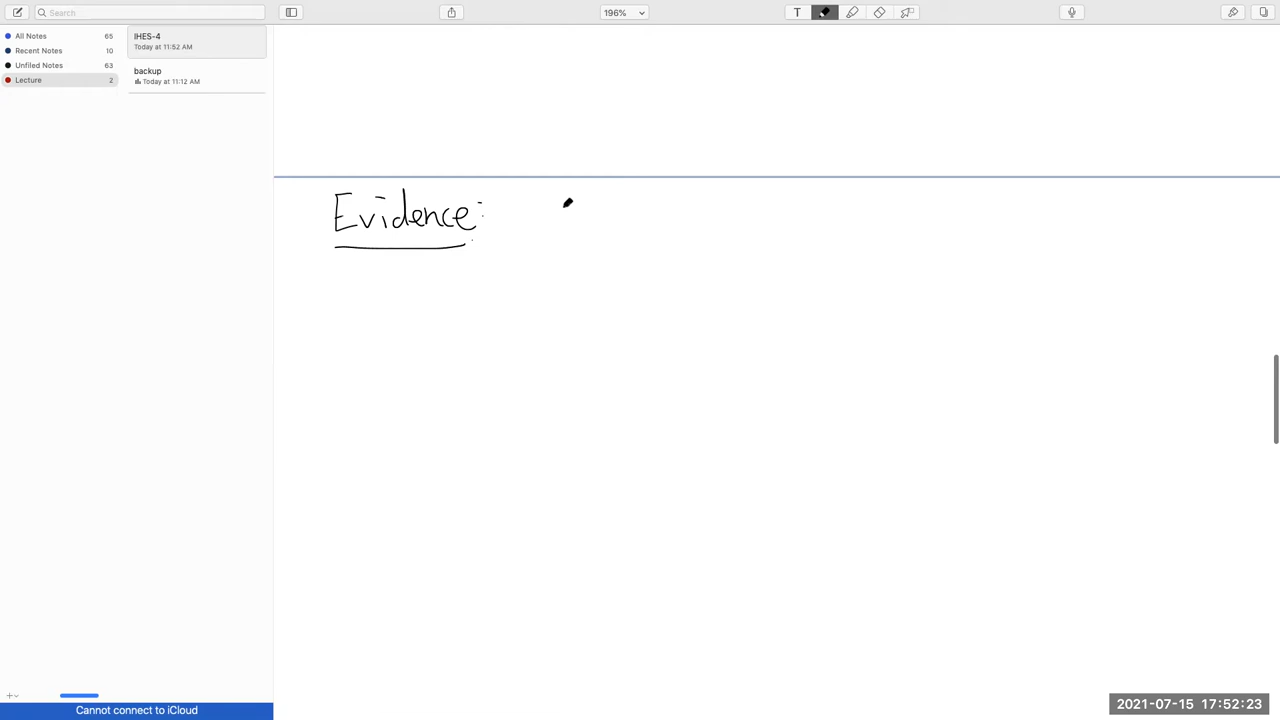 Search
196%
T
All Notes 65
Recent Notes 10
Unfiled Notes 63
Lecture 2
IHES-4
Today at 11:52 AM
backup
Today at 11:12 AM
Evidence:
Cannot connect to iCloud
2021-07-15 17:52:23